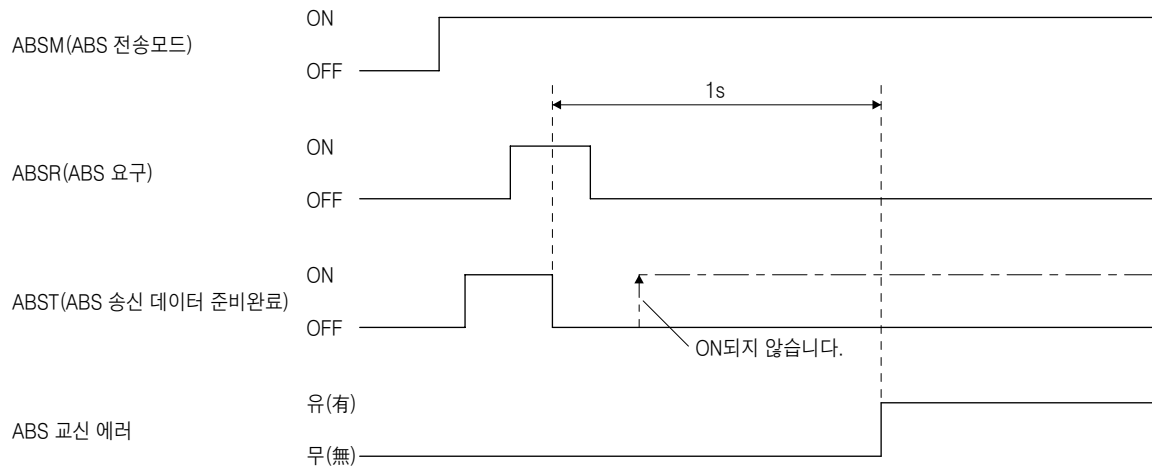 ON
ABSM(ABS 전송모드)
OFF
1s
ON
ABSR(ABS 요구)
OFF
ON
ABST(ABS 송신 데이터 준비완료)
OFF
ON되지 않습니다.
유(有)
ABS 교신 에러
무(無)